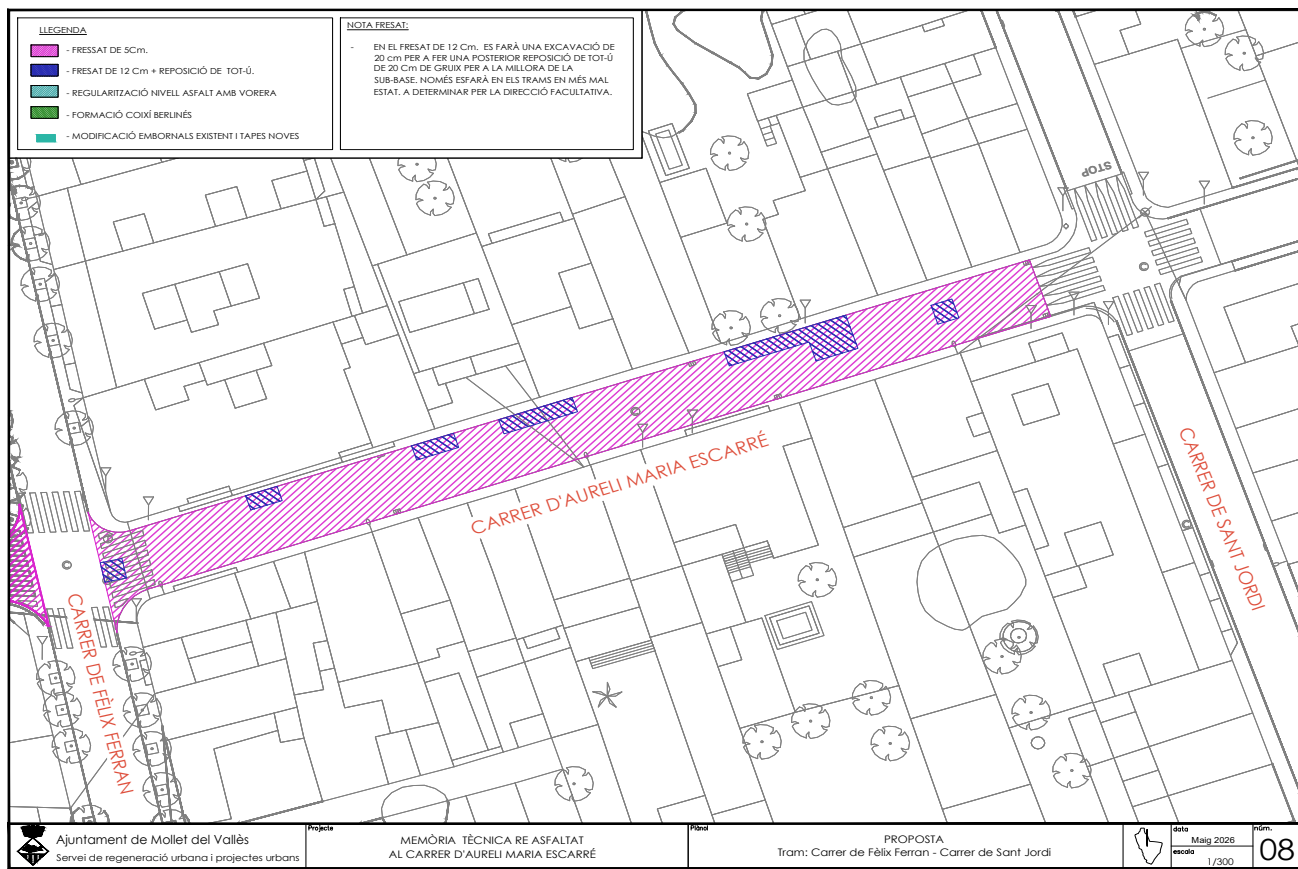 LLEGENDA
- FRESSAT DE 5Cm.
- FRESAT DE 12 Cm + REPOSICIÓ DE TOT-Ú.
- REGULARITZACIÓ NIVELL ASFALT AMB VORERA
- FORMACIÓ COIXÍ BERLINÉS
- MODIFICACIÓ EMBORNALS EXISTENT I TAPES NOVES
NOTA FRESAT:
- EN EL FRESAT DE 12 Cm. ES FARÀ UNA EXCAVACIÓ DE
20 cm PER A FER UNA POSTERIOR REPOSICIÓ DE TOT-Ú
DE 20 Cm DE GRUIX PER A LA MILLORA DE LA
SUB-BASE. NOMÉS ESFARÀ EN ELS TRAMS EN MÉS MAL
ESTAT. A DETERMINAR PER LA DIRECCIÓ FACULTATIVA.
STOP
CARRER D'AURELI MARIA ESCARRÉ
CARRER DE SANT JORDI
CARRER DE FÈLIX FERRAN
Ajuntament de Mollet del Vallès
Servei de regeneració urbana i projectes urbans
Projecte
MEMÒRIA TÈCNICA RE ASFALTAT
AL CARRER D'AURELI MARIA ESCARRÉ
Plànol
PROPOSTA
Tram: Carrer de Fèlix Ferran - Carrer de Sant Jordi
data
Maig 2026
escala
1/300
núm.
08